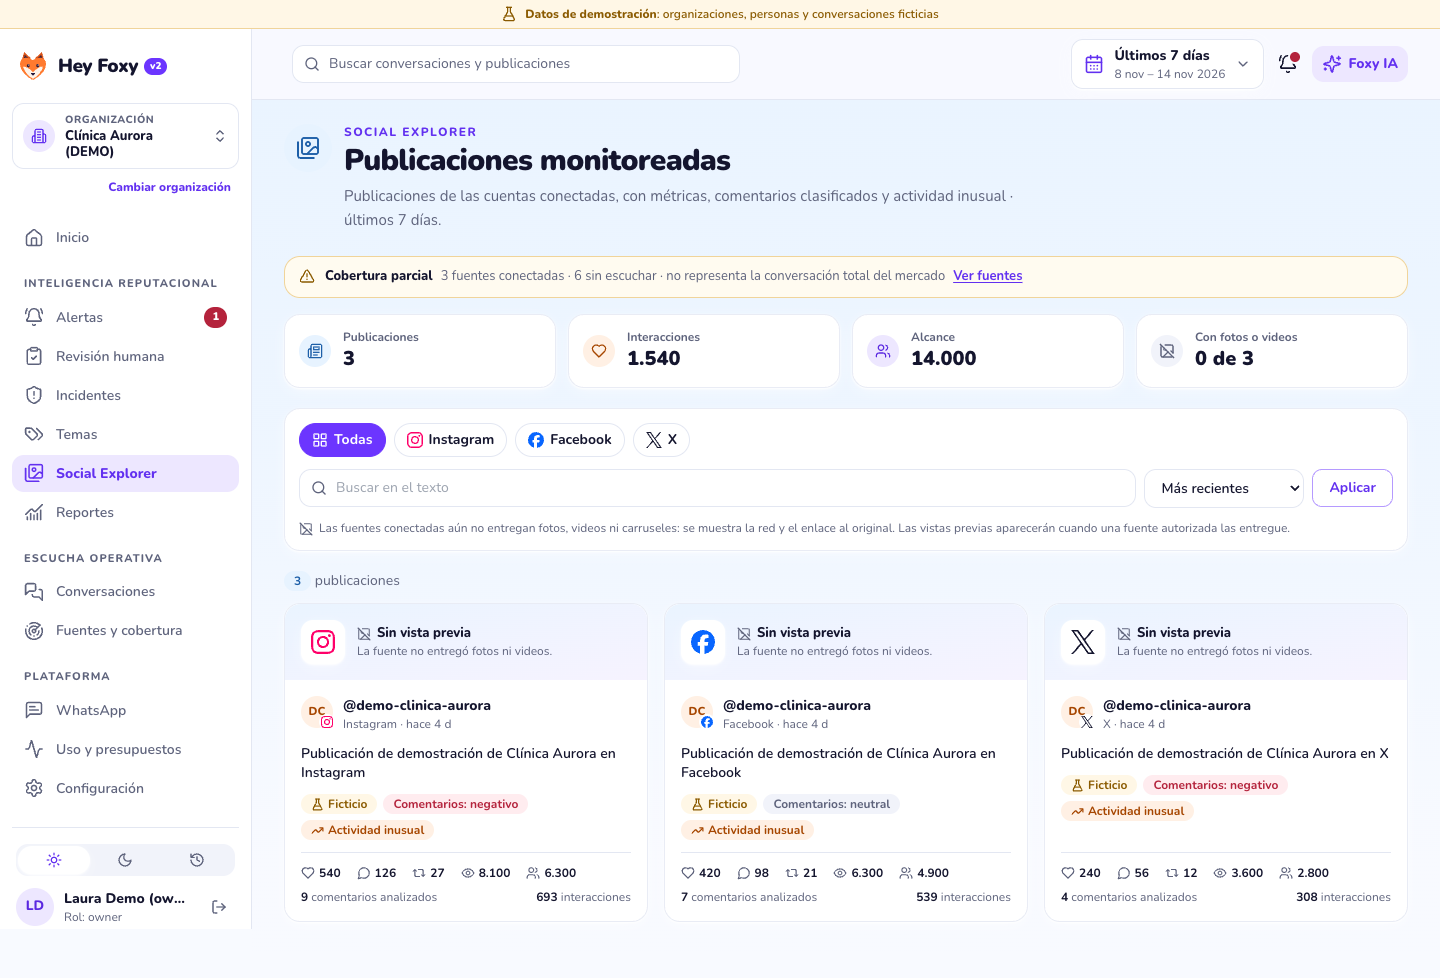 Datos de demostración: organizaciones, personas y conversaciones ficticias
Hey Foxy v2
ORGANIZACIÓN
Clínica Aurora
(DEMO)
Cambiar organización
Inicio
INTELIGENCIA REPUTACIONAL
Alertas 1
Revisión humana
Incidentes
Temas
Social Explorer
Reportes
ESCUCHA OPERATIVA
Conversaciones
Fuentes y cobertura
PLATAFORMA
WhatsApp
Uso y presupuestos
Configuración
LD
Laura Demo (ow...
Rol: owner
Buscar conversaciones y publicaciones
Últimos 7 días
8 nov – 14 nov 2026
Foxy IA
SOCIAL EXPLORER
Publicaciones monitoreadas
Publicaciones de las cuentas conectadas, con métricas, comentarios clasificados y actividad inusual ·
últimos 7 días.
Cobertura parcial 3 fuentes conectadas · 6 sin escuchar · no representa la conversación total del mercado Ver fuentes
Publicaciones
3
Interacciones
1.540
Alcance
14.000
Con fotos o videos
0 de 3
Todas Instagram Facebook X
Buscar en el texto Más recientes Aplicar
Las fuentes conectadas aún no entregan fotos, videos ni carruseles: se muestra la red y el enlace al original. Las vistas previas aparecerán cuando una fuente autorizada las entregue.
3 publicaciones
Sin vista previa
La fuente no entregó fotos ni videos.
DC
@demo-clinica-aurora
Instagram · hace 4 d
Publicación de demostración de Clínica Aurora en
Instagram
Ficticio Comentarios: negativo
Actividad inusual
540 126 27 8.100 6.300
9 comentarios analizados 693 interacciones
Sin vista previa
La fuente no entregó fotos ni videos.
DC
@demo-clinica-aurora
Facebook · hace 4 d
Publicación de demostración de Clínica Aurora en
Facebook
Ficticio Comentarios: neutral
Actividad inusual
420 98 21 6.300 4.900
7 comentarios analizados 539 interacciones
Sin vista previa
La fuente no entregó fotos ni videos.
DC
@demo-clinica-aurora
X · hace 4 d
Publicación de demostración de Clínica Aurora en X
Ficticio Comentarios: negativo
Actividad inusual
240 56 12 3.600 2.800
4 comentarios analizados 308 interacciones